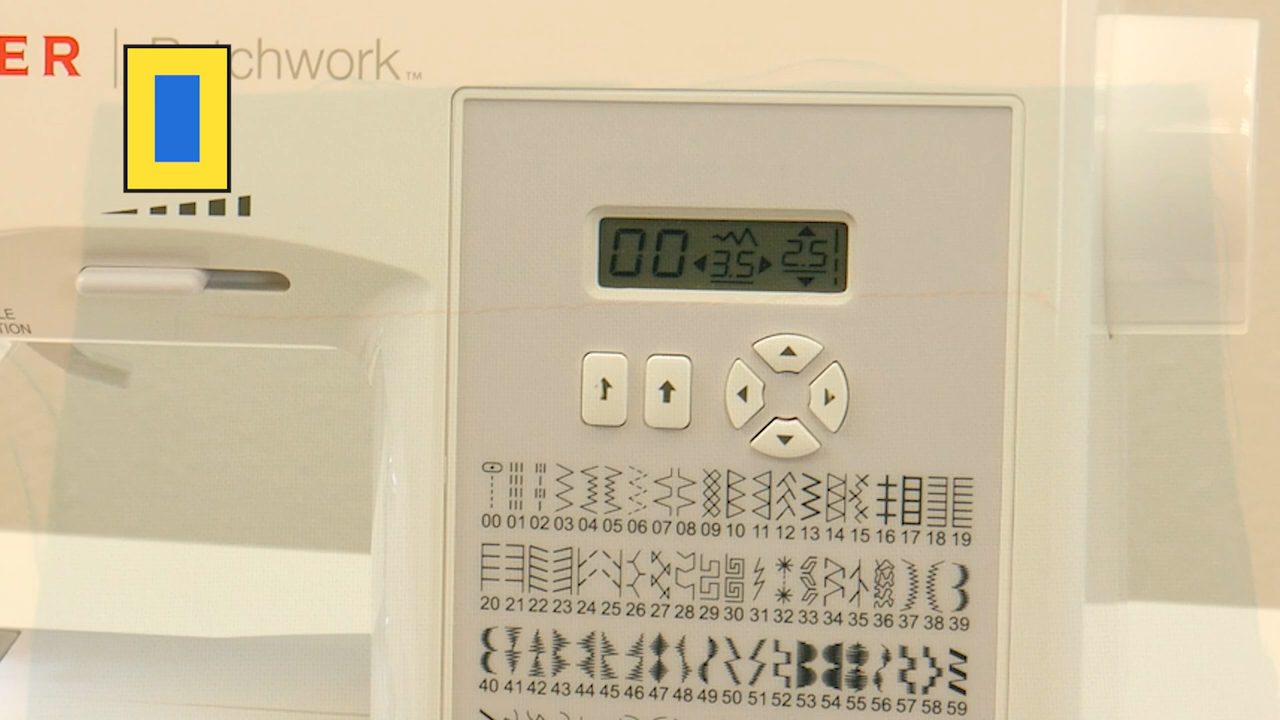 ER
chwork™
00 3.5 2.5
LE
TION
00 01 02 03 04 05 06 07 08 09 10 11 12 13 14 15 16 17 18 19
20 21 22 23 24 25 26 27 28 29 30 31 32 33 34 35 36 37 38 39
40 41 42 43 44 45 46 47 48 49 50 51 52 53 54 55 56 57 58 59